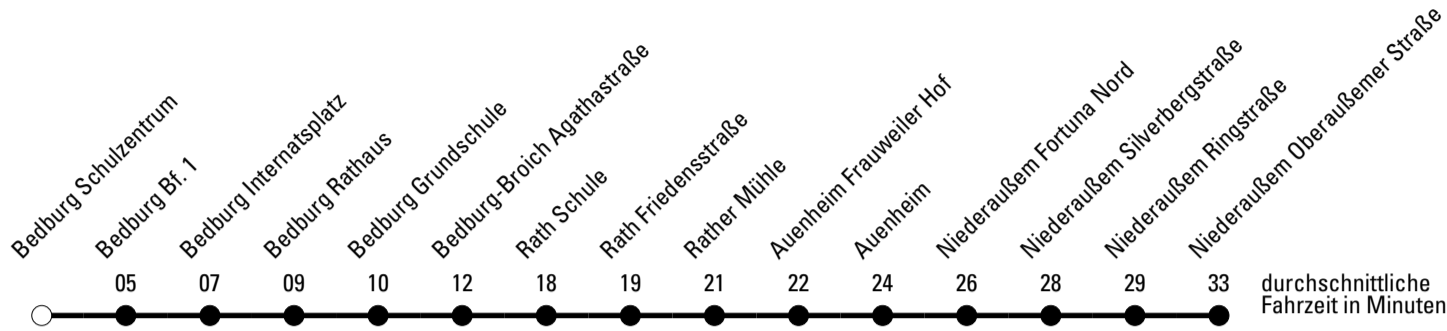 Bedburg Schulzentrum
Bedburg Bf. 1
Bedburg Internatsplatz
Bedburg Rathaus
Bedburg Grundschule
Bedburg-Broich Agathastraße
Rath Schule
Rath Friedensstraße
Rather Mühle
Auenheim Frauweiler Hof
Auenheim
Niederaußem Fortuna Nord
Niederaußem Silverbergstraße
Niederaußem Ringstraße
Niederaußem Oberaußemer Straße
05 07 09 10 12 18 19 21 22 24 26 28 29 33
durchschnittliche
Fahrzeit in Minuten